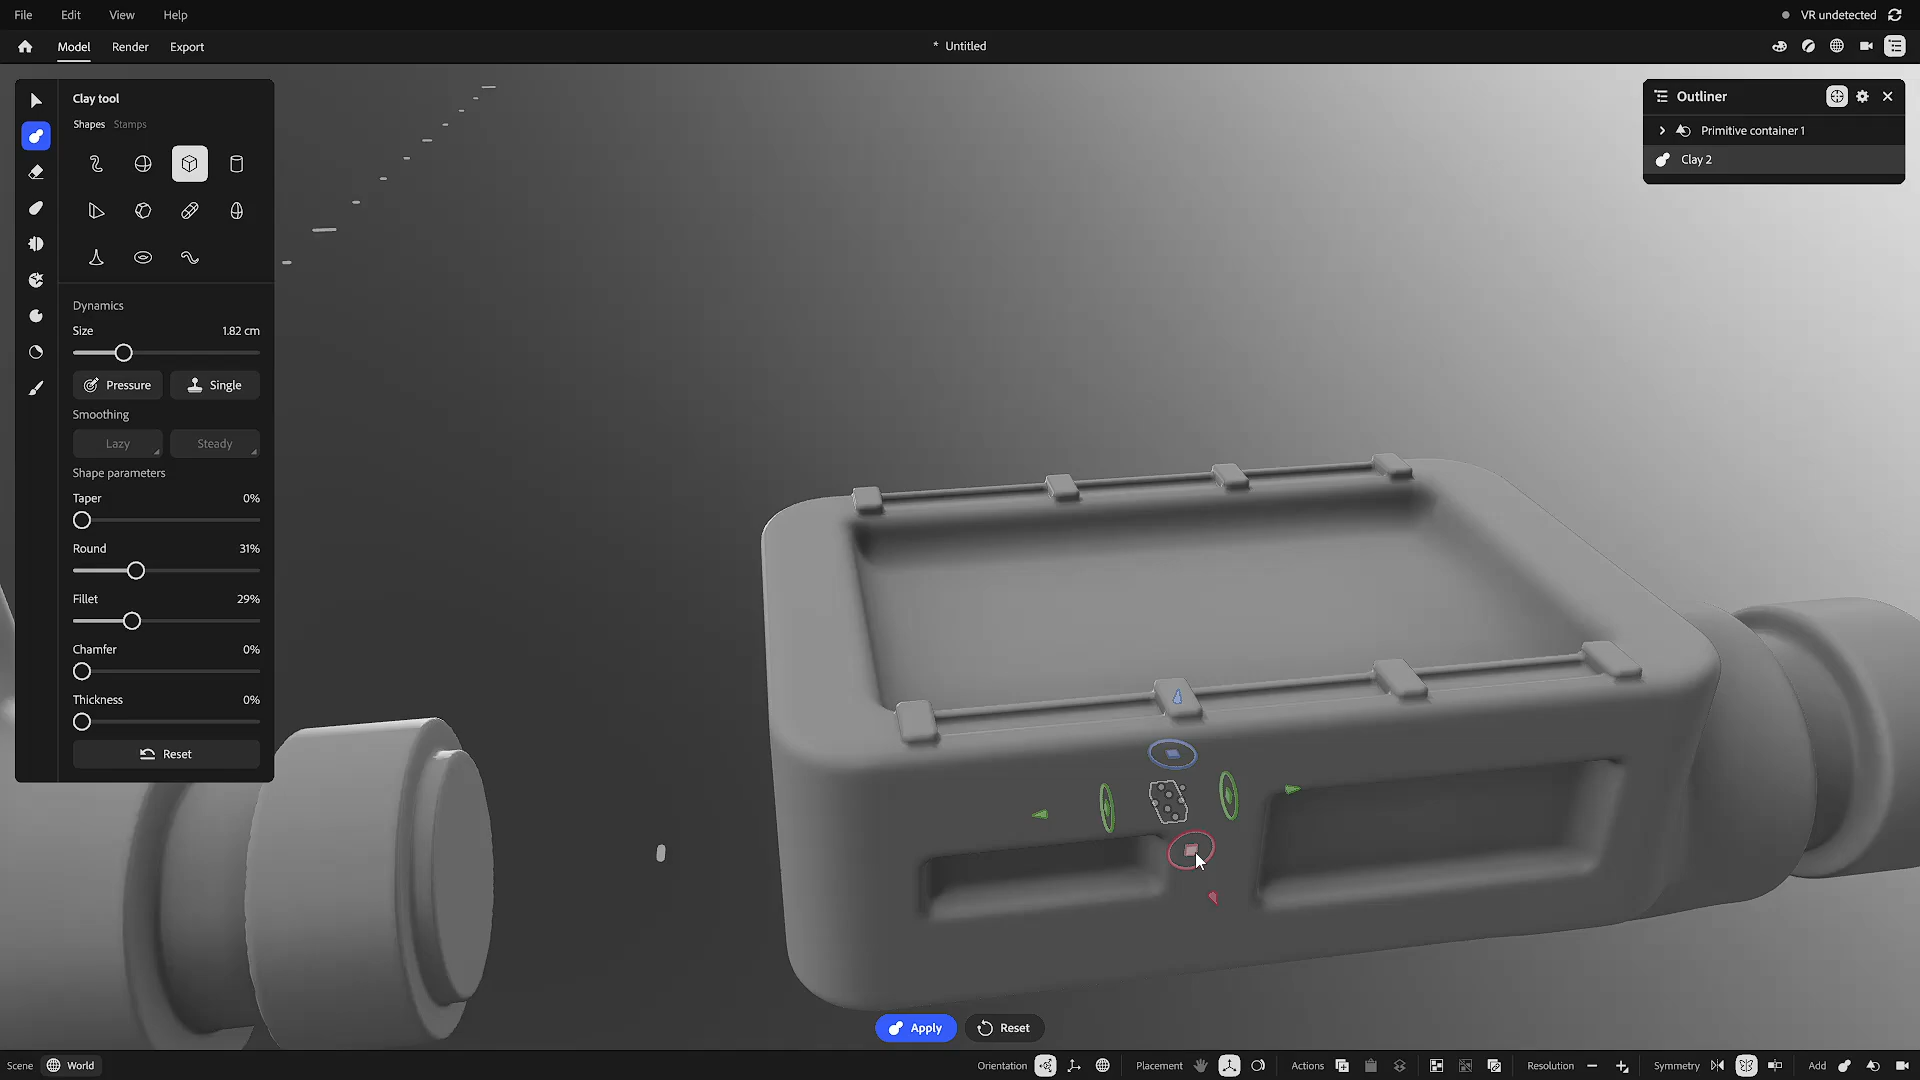 File Edit View Help
VR undetected
Model Render Export
* Untitled
Clay tool
Shapes Stamps
Dynamics
Size 1.82 cm
Pressure Single
Smoothing
Lazy Steady
Shape parameters
Taper 0%
Round 31%
Fillet 29%
Chamfer 0%
Thickness 0%
Reset
Outliner
Primitive container 1
Clay 2
Apply Reset
Scene World
Orientation Placement Actions Resolution Symmetry Add